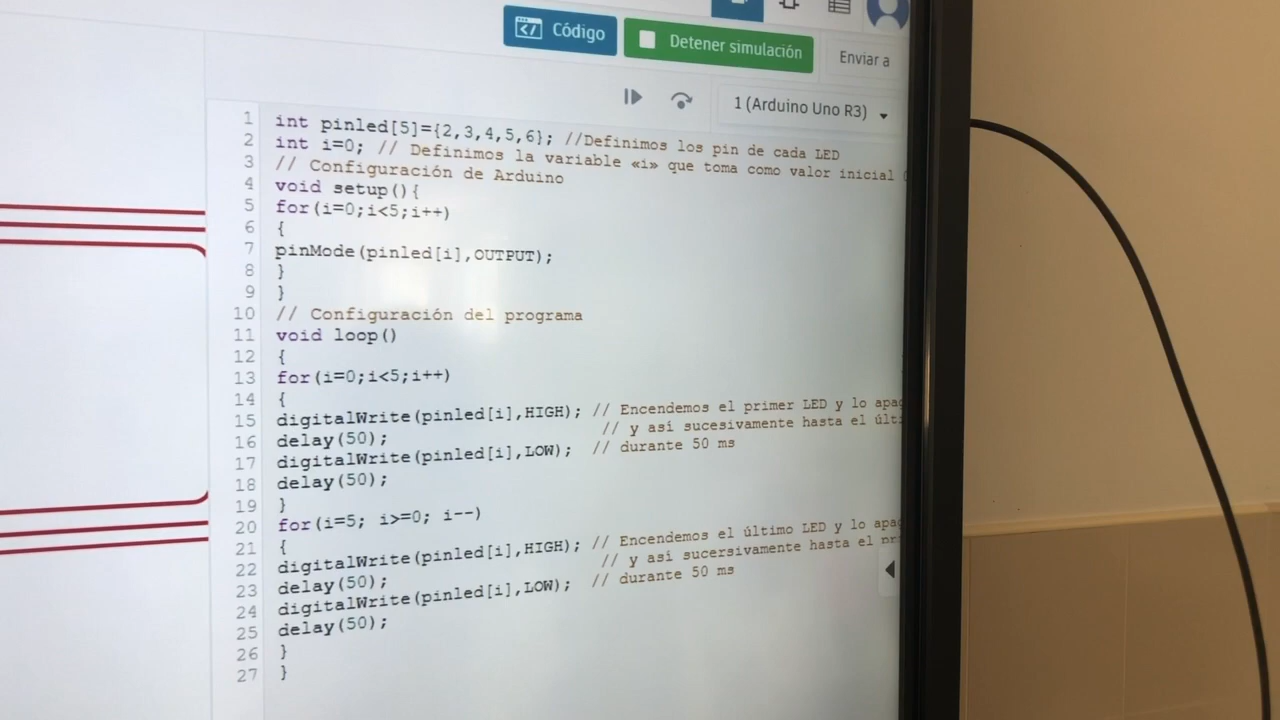 Código
Detener simulación
Enviar a
1 (Arduino Uno R3)
1 int pinled[5]={2,3,4,5,6}; //Definimos los pin de cada LED
2 int i=0; // Definimos la variable «i» que toma como valor inicial
3 // Configuración de Arduino
4 void setup(){
5 for(i=0;i<5;i++)
6 {
7 pinMode(pinled[i],OUTPUT);
8 }
9 }
10 // Configuración del programa
11 void loop()
12 {
13 for(i=0;i<5;i++)
14 {
15 digitalWrite(pinled[i],HIGH); // Encendemos el primer LED y lo apag
16 delay(50); // y así sucesivamente hasta el últi
17 digitalWrite(pinled[i],LOW); // durante 50 ms
18 delay(50);
19 }
20 for(i=5; i>=0; i--)
21 {
22 digitalWrite(pinled[i],HIGH); // Encendemos el último LED y lo apag
23 delay(50); // y así sucersivamente hasta el pri
24 digitalWrite(pinled[i],LOW); // durante 50 ms
25 delay(50);
26 }
27 }